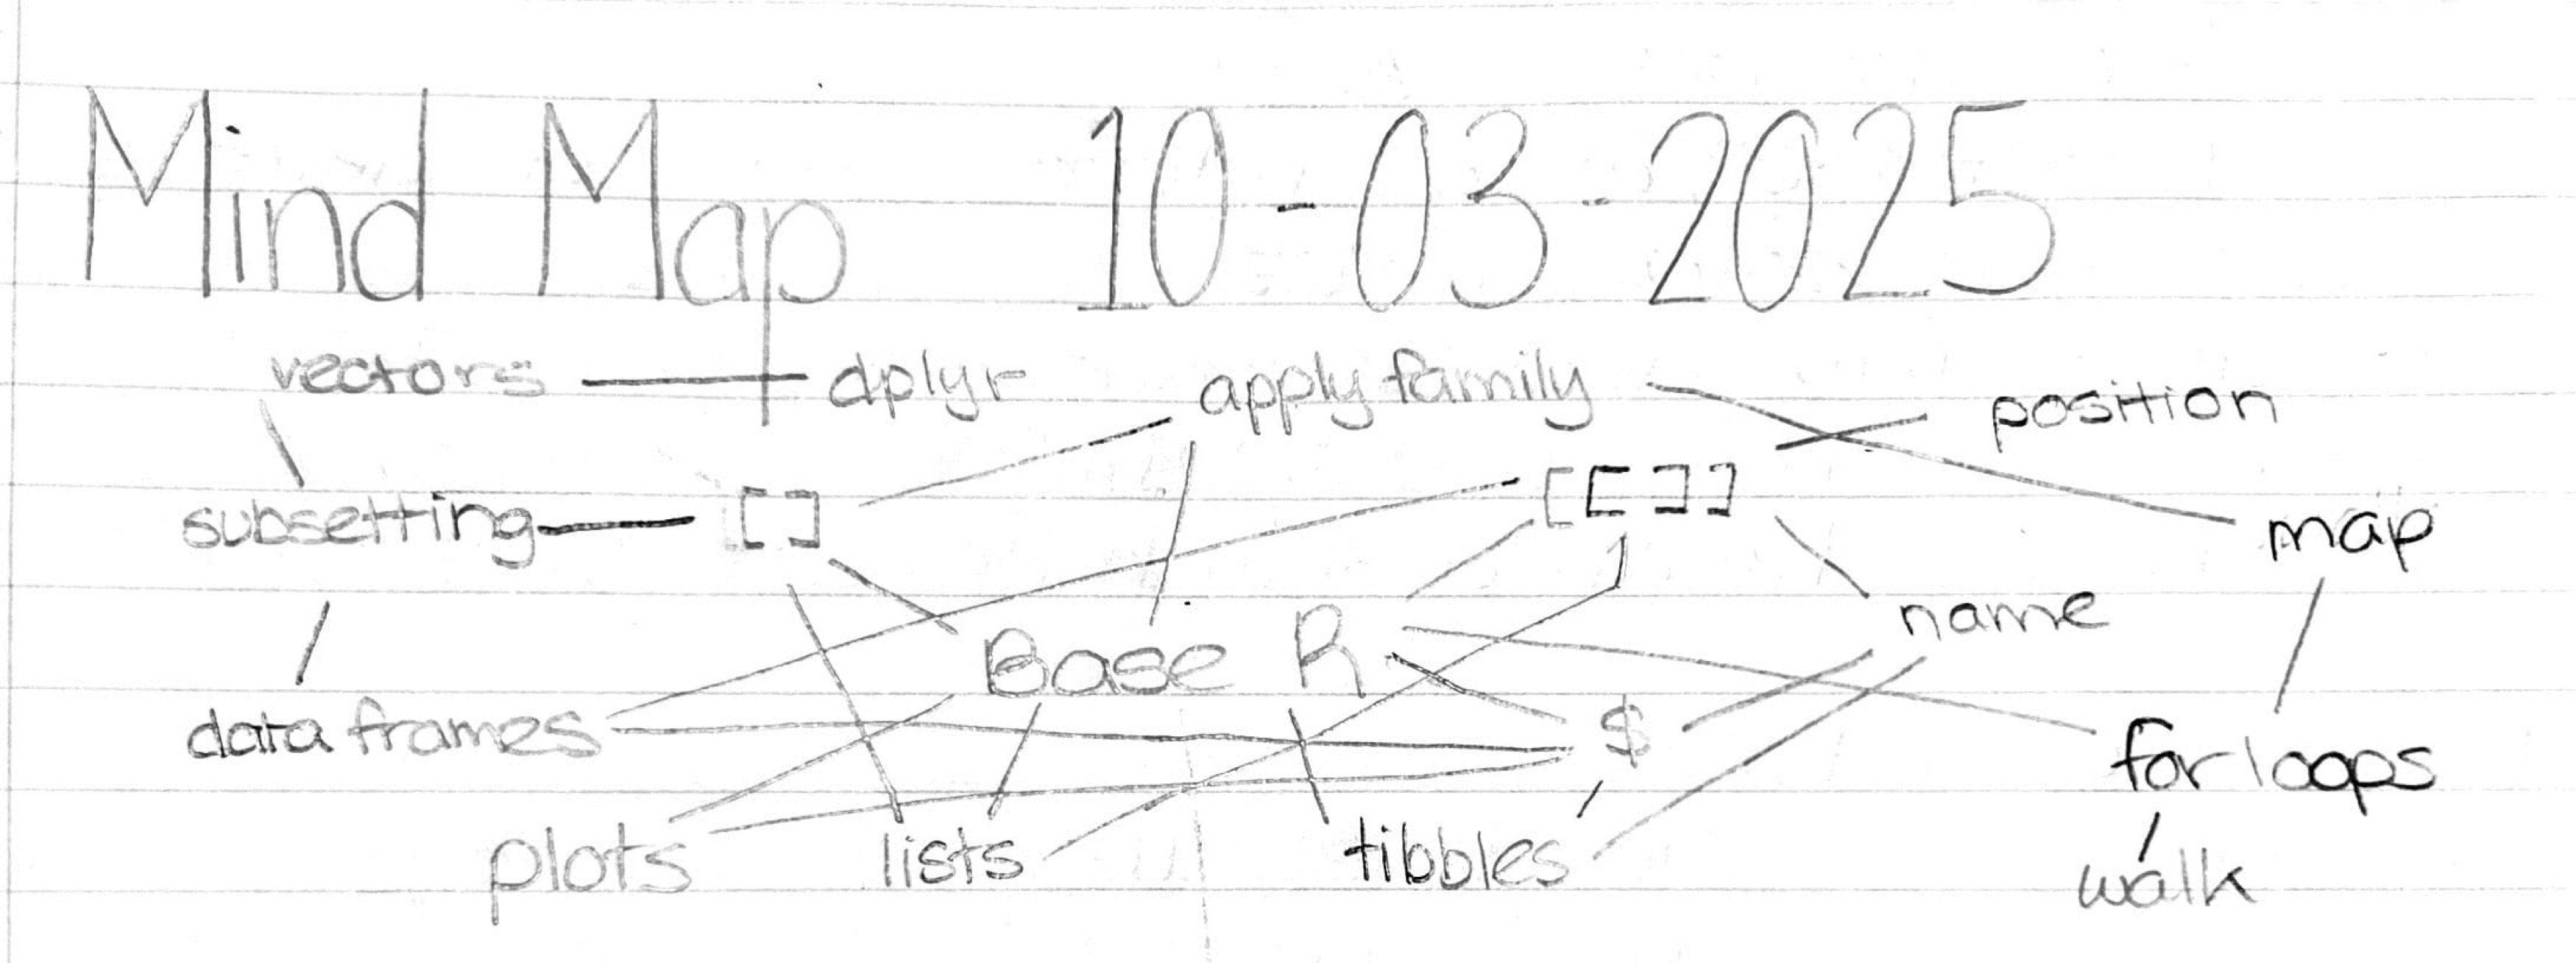 Mind Map 10-03-2025
vectors dplyr apply family position
subsetting [] [[]] map
Base R name
data frames $ for loops
plots lists tibbles walk